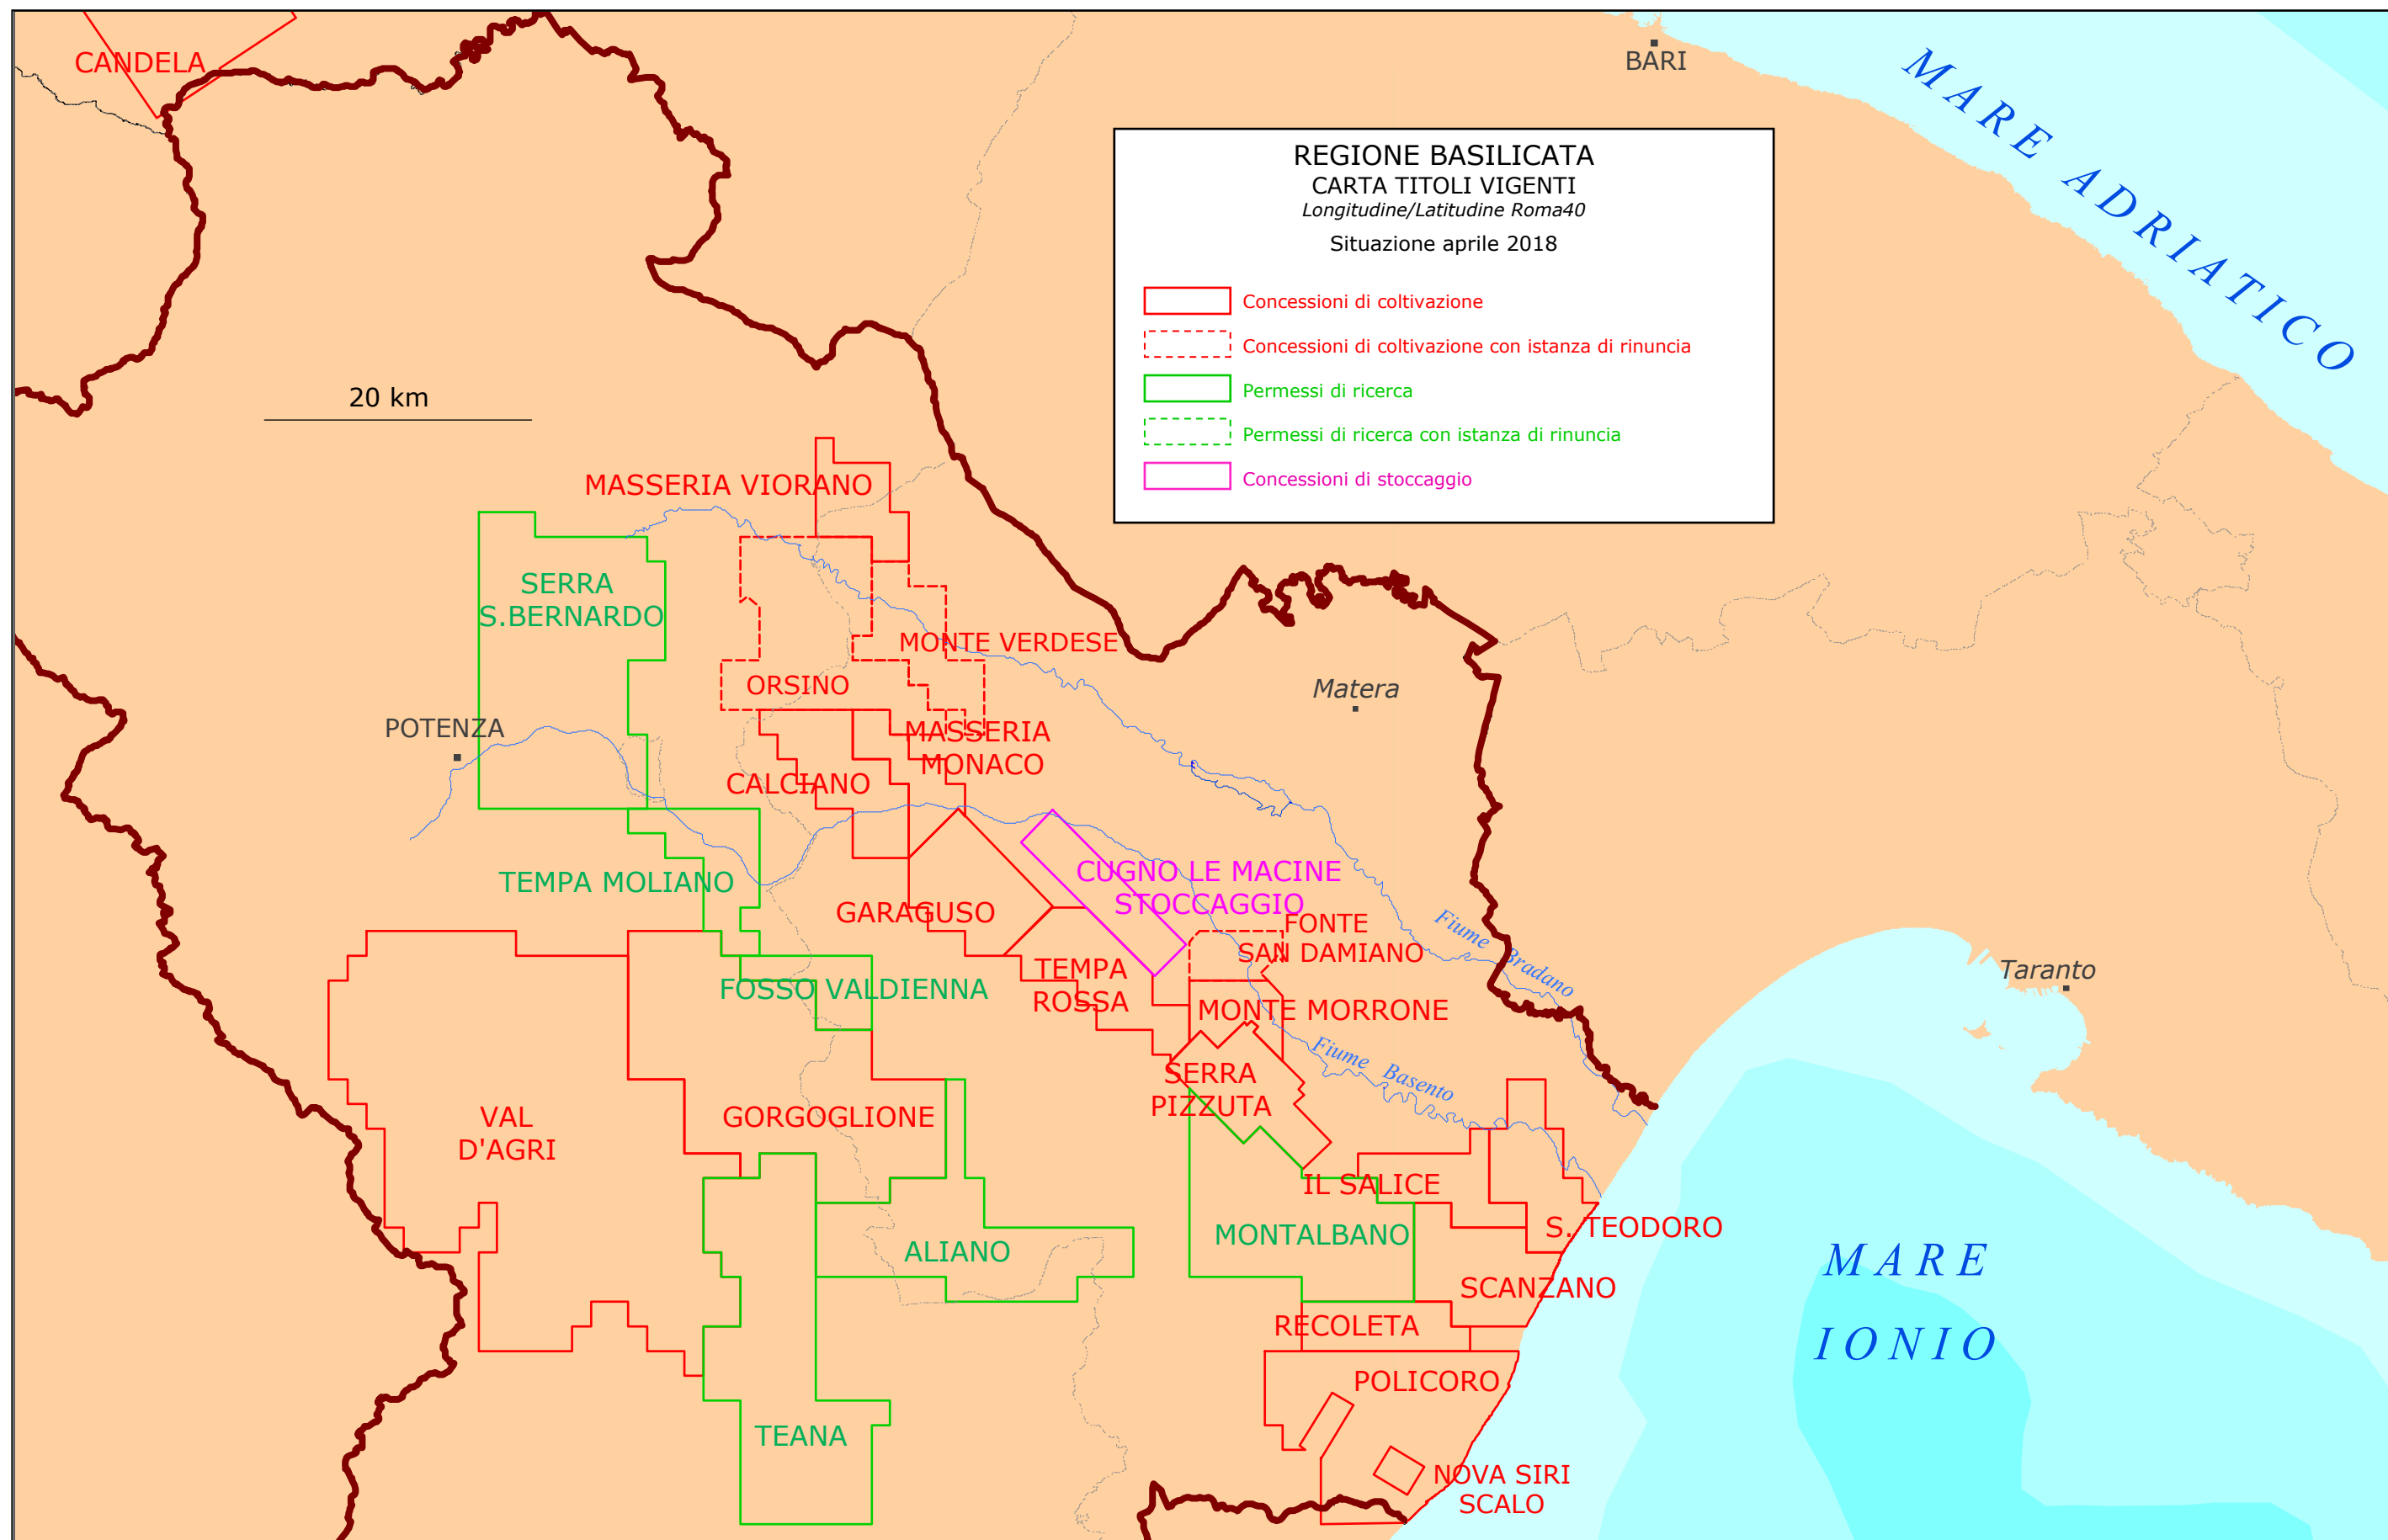 CANDELA
BARI
MARE ADRIATICO
REGIONE BASILICATA
CARTA TITOLI VIGENTI
Longitudine/Latitudine Roma40
Situazione aprile 2018
Concessioni di coltivazione
Concessioni di coltivazione con istanza di rinuncia
Permessi di ricerca
Permessi di ricerca con istanza di rinuncia
Concessioni di stoccaggio
20 km
MASSERIA VIORANO
SERRA
S.BERNARDO
MONTE VERDESE
ORSINO
Matera
POTENZA
MASSERIA
MONACO
CALCIANO
CUGNO LE MACINE
STOCCAGGIO
TEMPA MOLIANO
GARAGUSO
FONTE
SAN DAMIANO
Fiume Bradano
TEMPA
ROSSA
Taranto
FOSSO VALDIENNA
MONTE MORRONE
Fiume Basento
SERRA
PIZZUTA
VAL
D'AGRI
GORGOGLIONE
IL SALICE
S. TEODORO
MONTALBANO
ALIANO
MARE
IONIO
SCANZANO
RECOLETA
POLICORO
TEANA
NOVA SIRI
SCALO